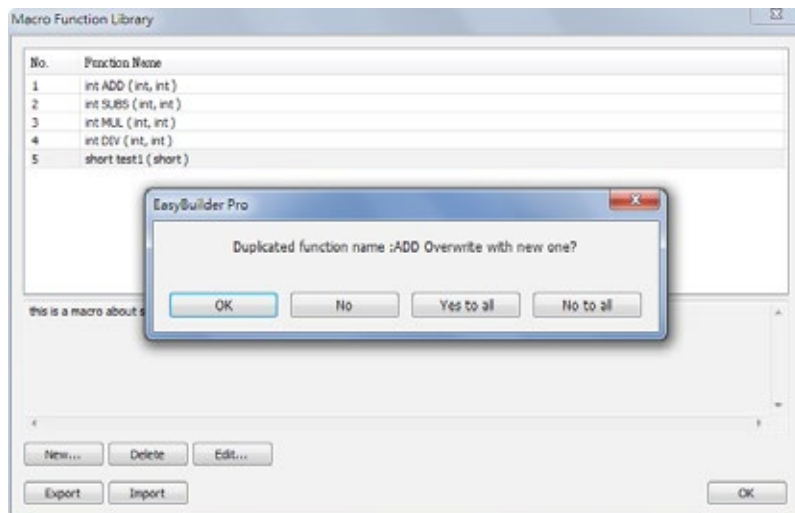 Macro Function Library
No. Function Name
1 int ADD ( int, int )
2 int SUBS ( int, int )
3 int MUL ( int, int )
4 int DIV ( int, int )
5 short test1 ( short )
EasyBuilder Pro
Duplicated function name :ADD Overwrite with new one?
OK No Yes to all No to all
this is a macro about s
New... Delete Edit...
Export Import OK